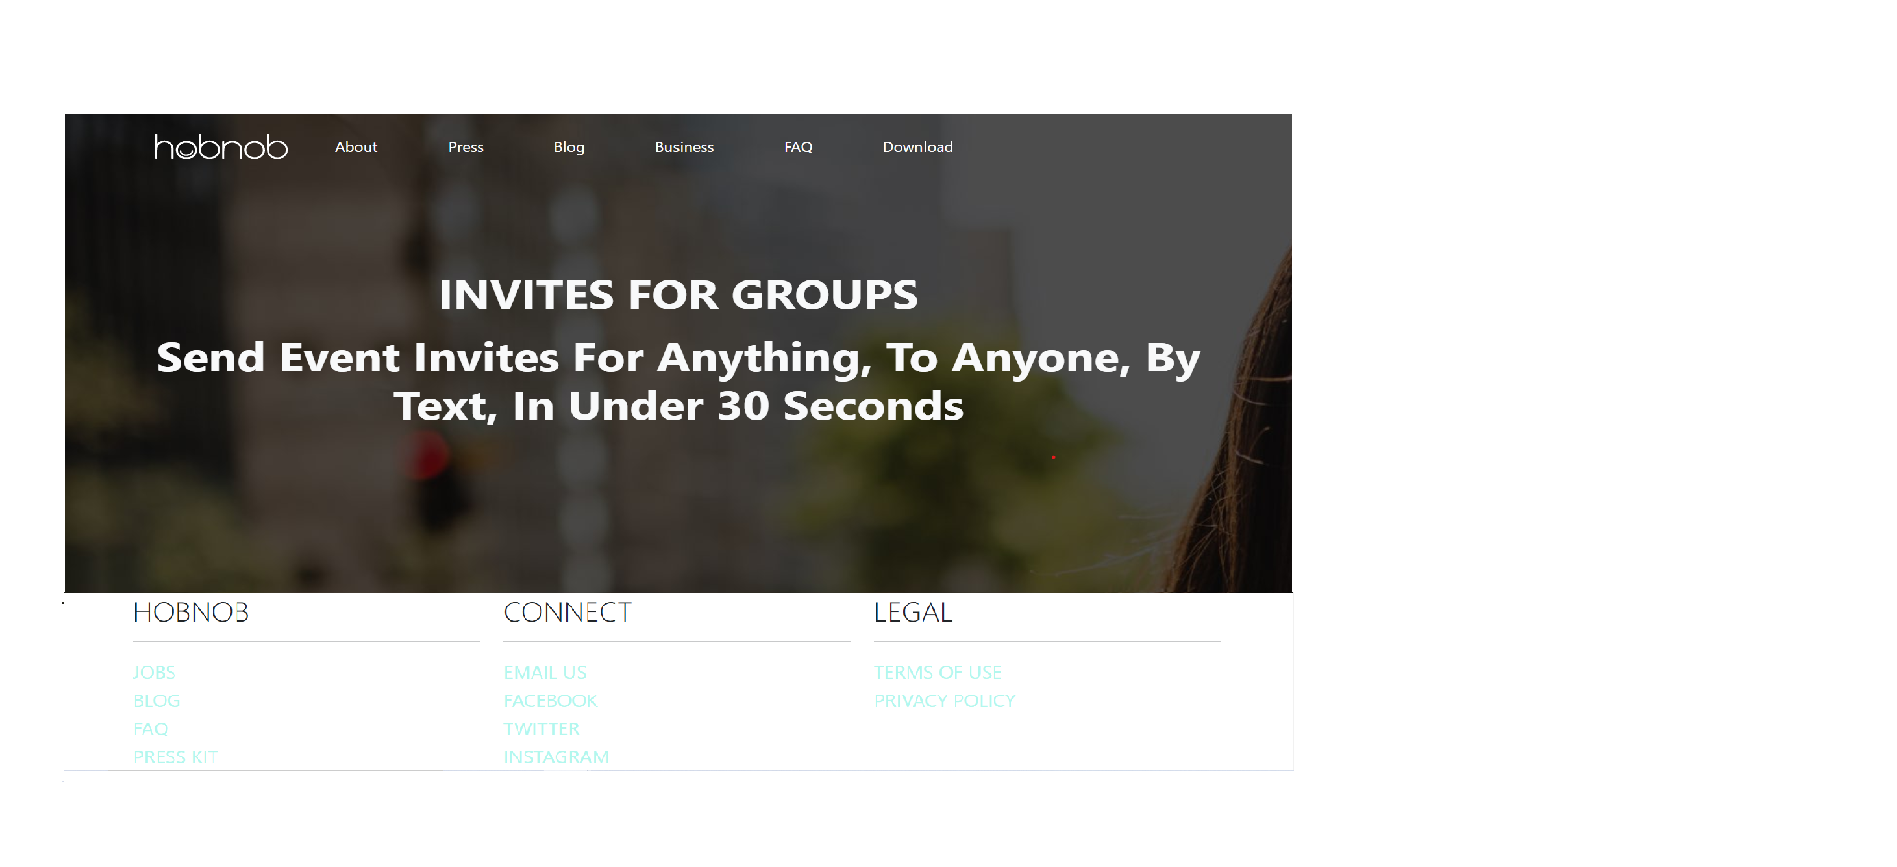 hobnob About Press Blog Business FAQ Download
INVITES FOR GROUPS
Send Event Invites For Anything, To Anyone, By
Text, In Under 30 Seconds
HOBNOB
JOBS
BLOG
FAQ
PRESS KIT
CONNECT
EMAIL US
FACEBOOK
TWITTER
INSTAGRAM
LEGAL
TERMS OF USE
PRIVACY POLICY